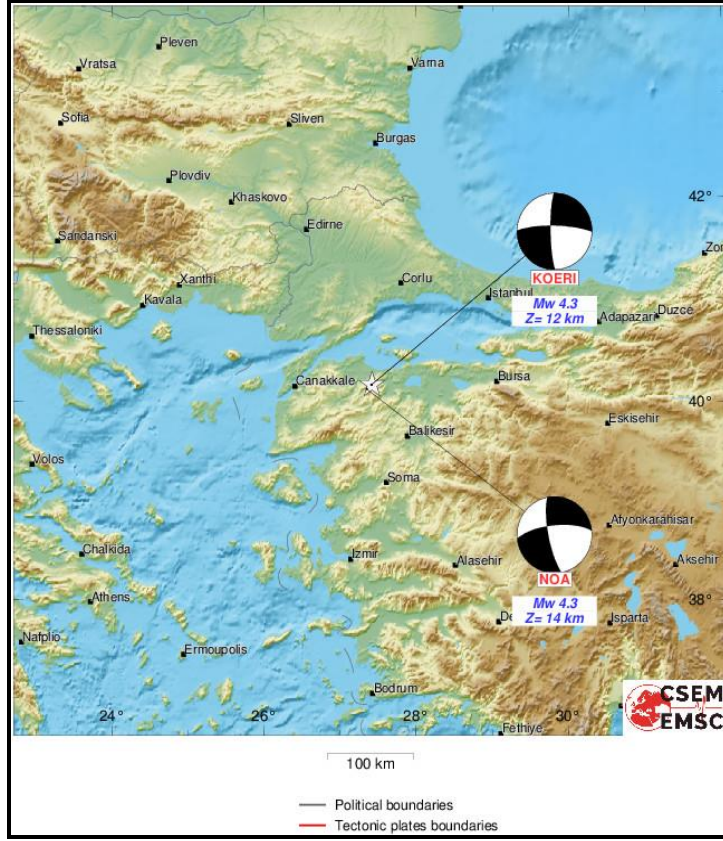 Pleven
Varna
Vratsa
Sofia
Sliven
Burgas
Plovdiv
Khaskovo
42°
Edirne
Sandanski
Zon
KOERI
Xanthi
Corlu
Istanbul
Mw 4.3
Z= 12 km
Kavala
Adapazari
Duzce
Thessaloniki
Canakkale
Bursa
40°
Eskisehir
Balikesir
Volos
Soma
Afyonkarahisar
Chalkida
Izmir
Alasehir
Aksehir
NOA
Athens
Mw 4.3
Z= 14 km
38°
De
Isparta
Nafplio
Ermoupolis
Bodrum
24°
26°
28°
30°
Fethiye
CSEM
EMSC
100 km
Political boundaries
Tectonic plates boundaries